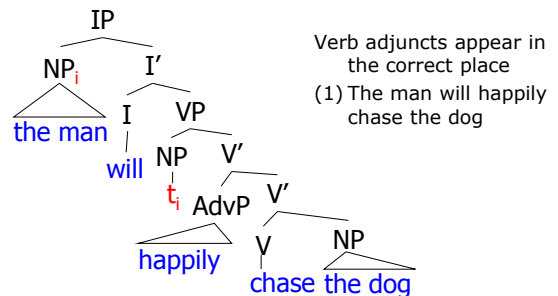 IP
NPi I’
the man I VP
will NP V’
ti AdvP V’
happily V NP
chase the dog
Verb adjuncts appear in
the correct place
(1) The man will happily
chase the dog